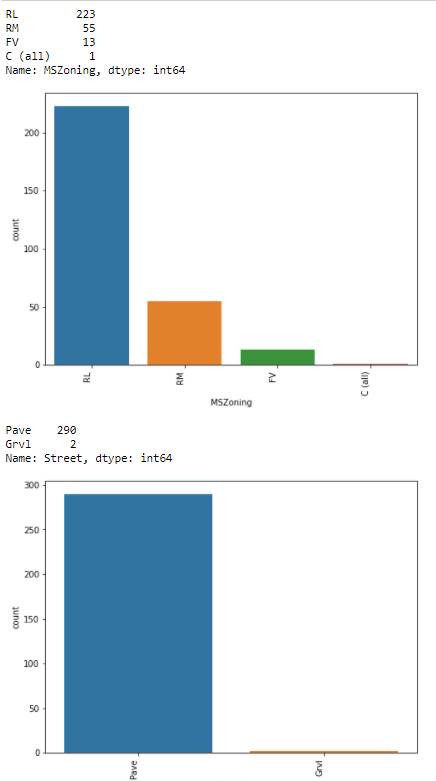 RL 223
RM 55
FV 13
C (all) 1
Name: MSZoning, dtype: int64
200
150
100
50
0
count
RL
RM
FV
C (all)
MSZoning
Pave 290
Grvl 2
Name: Street, dtype: int64
300
250
200
150
100
50
0
count
Pave
Grvl